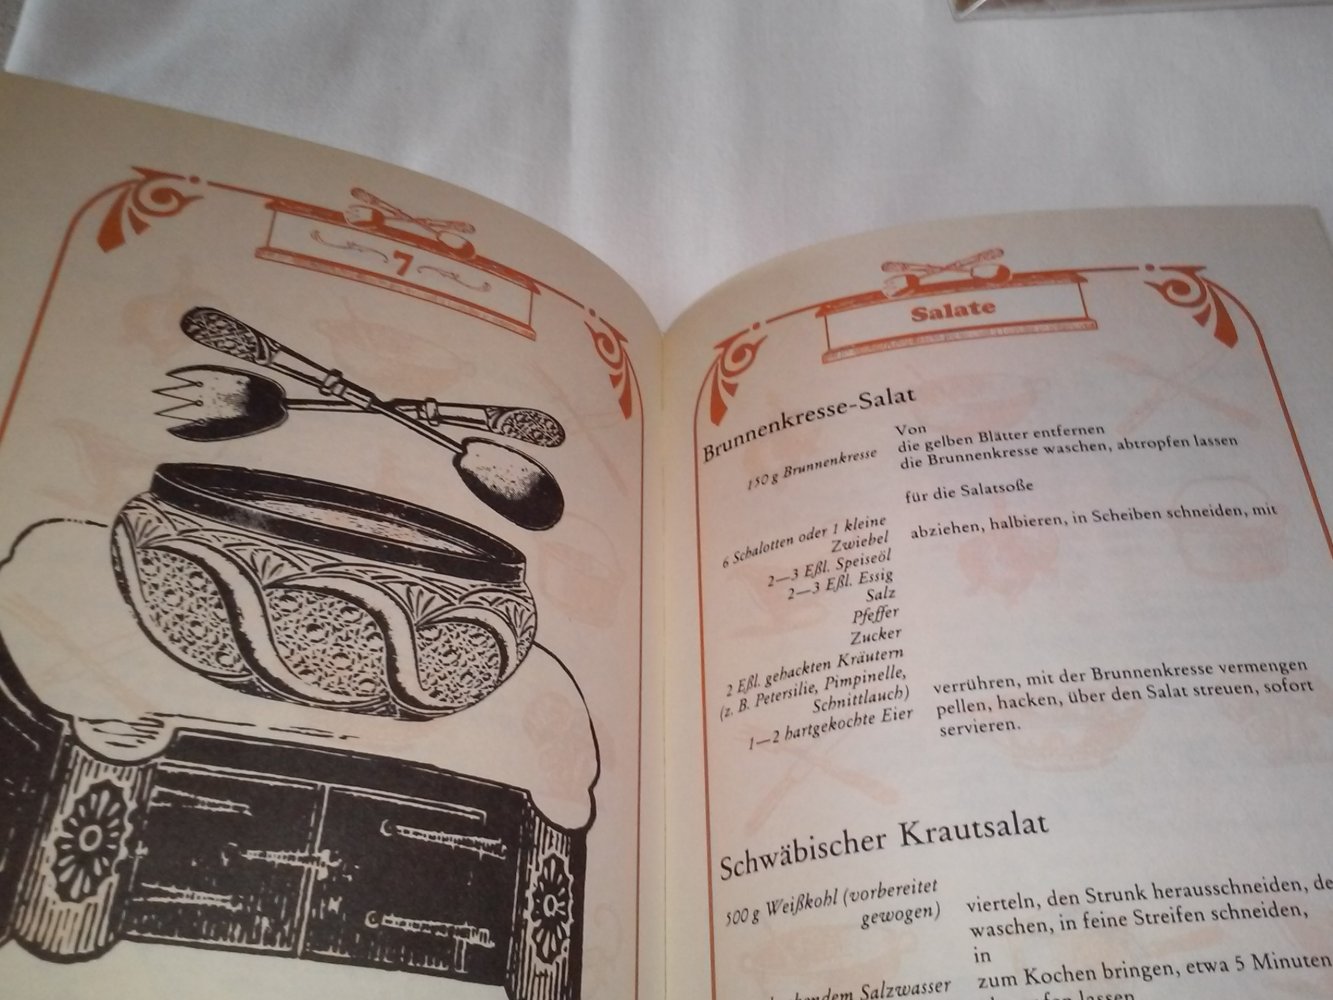 7
Salate
Brunnenkresse-Salat
Von
150 g Brunnenkresse
die gelben Blätter entfernen
die Brunnenkresse waschen, abtropfen lassen
für die Salatsoße
6 Schalotten oder 1 kleine
Zwiebel
abziehen, halbieren, in Scheiben schneiden, mit
2—3 Eßl. Speiseöl
2—3 Eßl. Essig
Salz
Pfeffer
Zucker
2 Eßl. gehackten Kräutern
(z. B. Petersilie, Pimpinelle,
Schnittlauch)
verrühren, mit der Brunnenkresse vermengen
1—2 hartgekochte Eier
pellen, hacken, über den Salat streuen, sofort
servieren.
Schwäbischer Krautsalat
500 g Weißkohl (vorbereitet
gewogen)
vierteln, den Strunk herausschneiden, de
waschen, in feine Streifen schneiden,
in
Salzwasser
zum Kochen bringen, etwa 5 Minuten
lassen